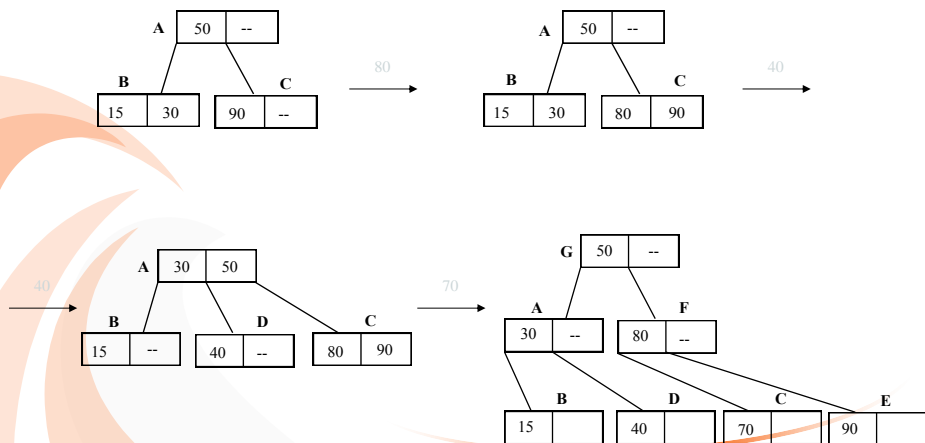 A 50 --
B C
15 30 90 --
80
A 50 --
B C
15 30 80 90
40
40
A 30 50
B D C
15 -- 40 -- 80 90
70
G 50 --
A F
30 -- 80 --
B D C E
15 40 70 90